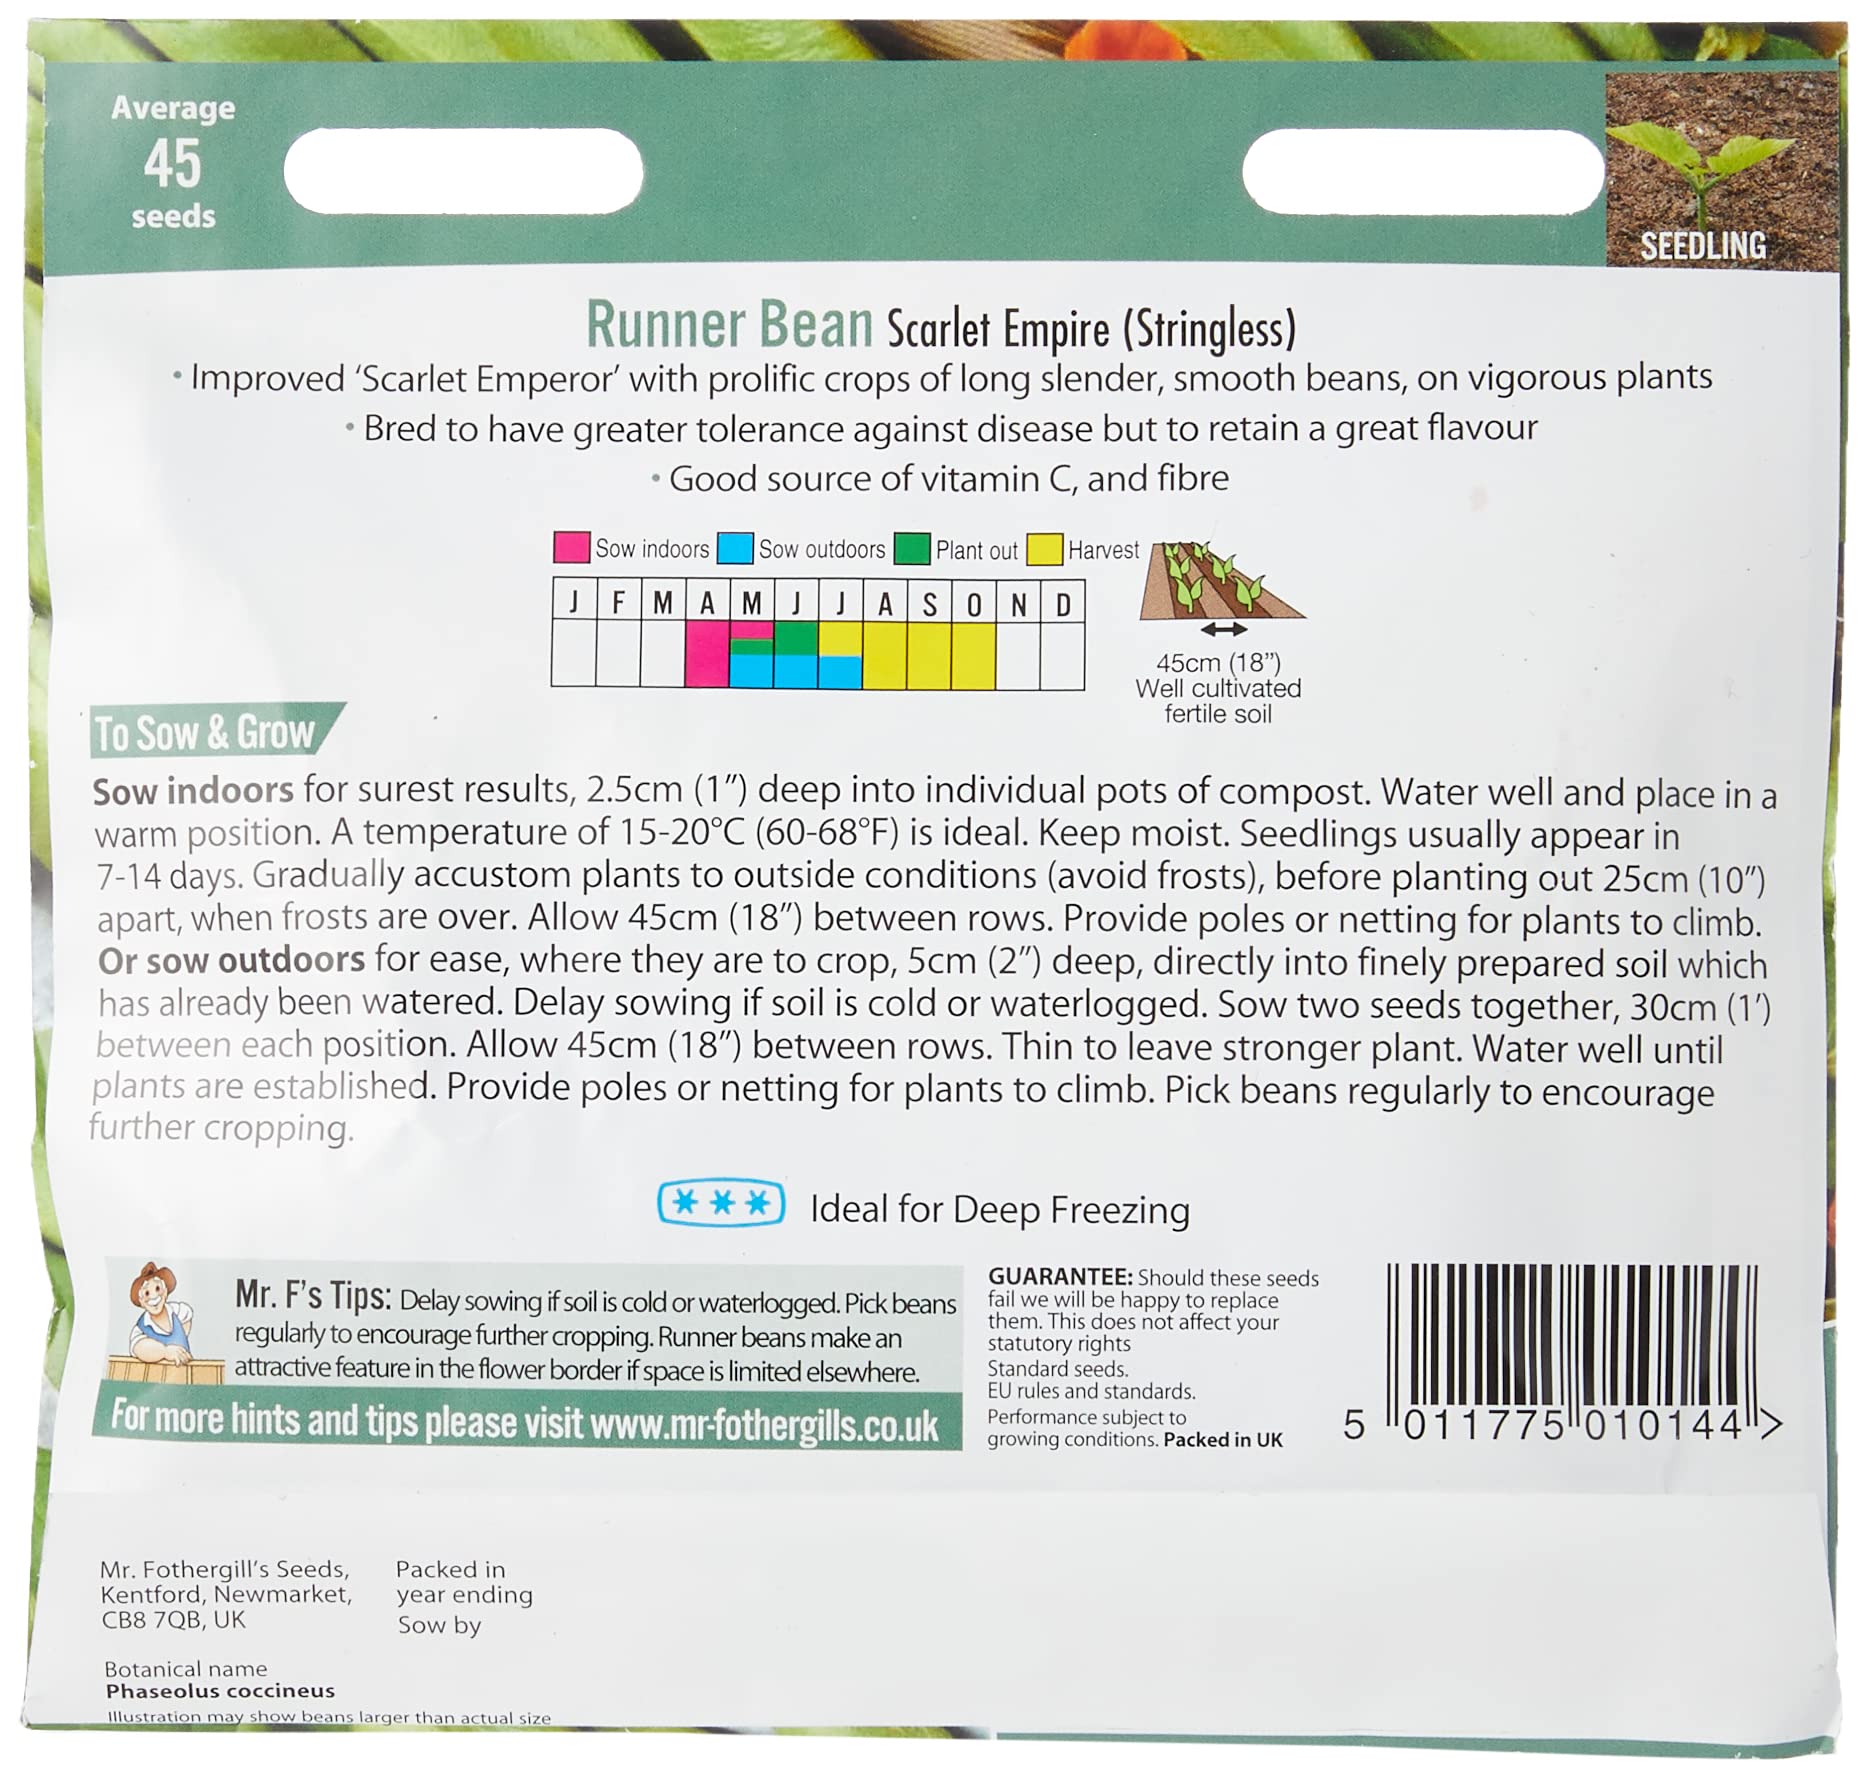 Average
45
seeds
SEEDLING
Runner Bean Scarlet Empire (Stringless)
• Improved ‘Scarlet Emperor’ with prolific crops of long slender, smooth beans, on vigorous plants
• Bred to have greater tolerance against disease but to retain a great flavour
• Good source of vitamin C, and fibre
Sow indoors Sow outdoors Plant out Harvest
J F M A M J J A S O N D
45cm (18”)
Well cultivated
fertile soil
To Sow & Grow
Sow indoors for surest results, 2.5cm (1”) deep into individual pots of compost. Water well and place in a
warm position. A temperature of 15-20°C (60-68°F) is ideal. Keep moist. Seedlings usually appear in
7-14 days. Gradually accustom plants to outside conditions (avoid frosts), before planting out 25cm (10”)
apart, when frosts are over. Allow 45cm (18”) between rows. Provide poles or netting for plants to climb.
Or sow outdoors for ease, where they are to crop, 5cm (2”) deep, directly into finely prepared soil which
has already been watered. Delay sowing if soil is cold or waterlogged. Sow two seeds together, 30cm (1’)
between each position. Allow 45cm (18”) between rows. Thin to leave stronger plant. Water well until
plants are established. Provide poles or netting for plants to climb. Pick beans regularly to encourage
further cropping.
Ideal for Deep Freezing
Mr. F’s Tips: Delay sowing if soil is cold or waterlogged. Pick beans
regularly to encourage further cropping. Runner beans make an
attractive feature in the flower border if space is limited elsewhere.
For more hints and tips please visit www.mr-fothergills.co.uk
GUARANTEE: Should these seeds
fail we will be happy to replace
them. This does not affect your
statutory rights
Standard seeds.
EU rules and standards.
Performance subject to
growing conditions. Packed in UK
5 011775 010144 >
Mr. Fothergill’s Seeds,
Kentford, Newmarket,
CB8 7QB, UK
Packed in
year ending
Sow by
Botanical name
Phaseolus coccineus
Illustration may show beans larger than actual size